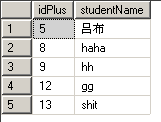 idPlus studentName
1 5 吕布
2 8 haha
3 9 hh
4 12 gg
5 13 shit